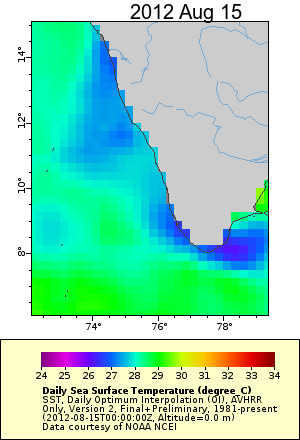 2012 Aug 15
14°
12°
10°
8°
74°
76°
78°
24 25 26 27 28 29 30 31 32 33 34
Daily Sea Surface Temperature (degree_C)
SST, Daily Optimum Interpolation (OI), AVHRR
Only, Version 2, Final+Preliminary, 1981-present
(2012-08-15T00:00:00Z, Altitude=0.0 m)
Data courtesy of NOAA NCEI